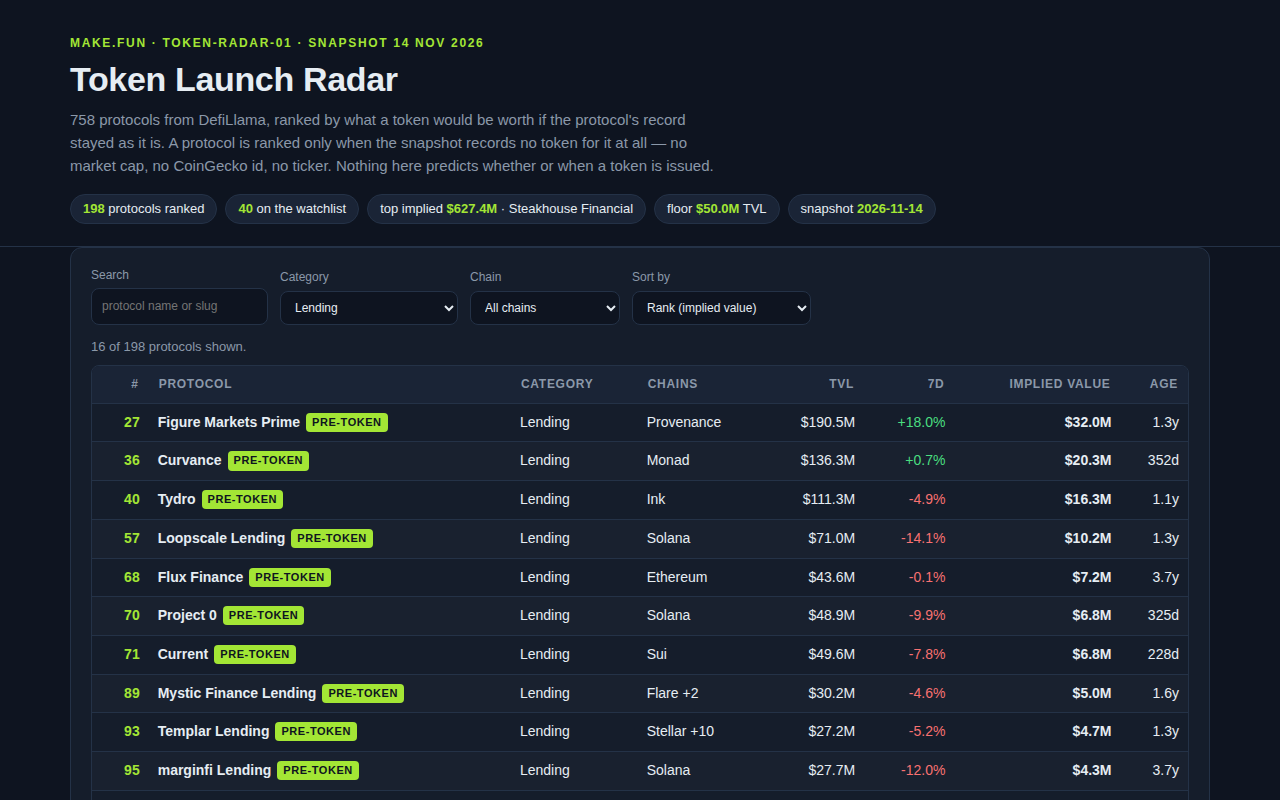 MAKE.FUN · TOKEN-RADAR-01 · SNAPSHOT 14 NOV 2026
Token Launch Radar
758 protocols from DefiLlama, ranked by what a token would be worth if the protocol's record
stayed as it is. A protocol is ranked only when the snapshot records no token for it at all — no
market cap, no CoinGecko id, no ticker. Nothing here predicts whether or when a token is issued.
198 protocols ranked 40 on the watchlist top implied $627.4M · Steakhouse Financial floor $50.0M TVL snapshot 2026-11-14
Search Category Chain Sort by
protocol name or slug Lending All chains Rank (implied value)
16 of 198 protocols shown.
# PROTOCOL CATEGORY CHAINS TVL 7D IMPLIED VALUE AGE
27 Figure Markets Prime PRE-TOKEN Lending Provenance $190.5M +18.0% $32.0M 1.3y
36 Curvance PRE-TOKEN Lending Monad $136.3M +0.7% $20.3M 352d
40 Tydro PRE-TOKEN Lending Ink $111.3M -4.9% $16.3M 1.1y
57 Loopscale Lending PRE-TOKEN Lending Solana $71.0M -14.1% $10.2M 1.3y
68 Flux Finance PRE-TOKEN Lending Ethereum $43.6M -0.1% $7.2M 3.7y
70 Project 0 PRE-TOKEN Lending Solana $48.9M -9.9% $6.8M 325d
71 Current PRE-TOKEN Lending Sui $49.6M -7.8% $6.8M 228d
89 Mystic Finance Lending PRE-TOKEN Lending Flare +2 $30.2M -4.6% $5.0M 1.6y
93 Templar Lending PRE-TOKEN Lending Stellar +10 $27.2M -5.2% $4.7M 1.3y
95 marginfi Lending PRE-TOKEN Lending Solana $27.7M -12.0% $4.3M 3.7y